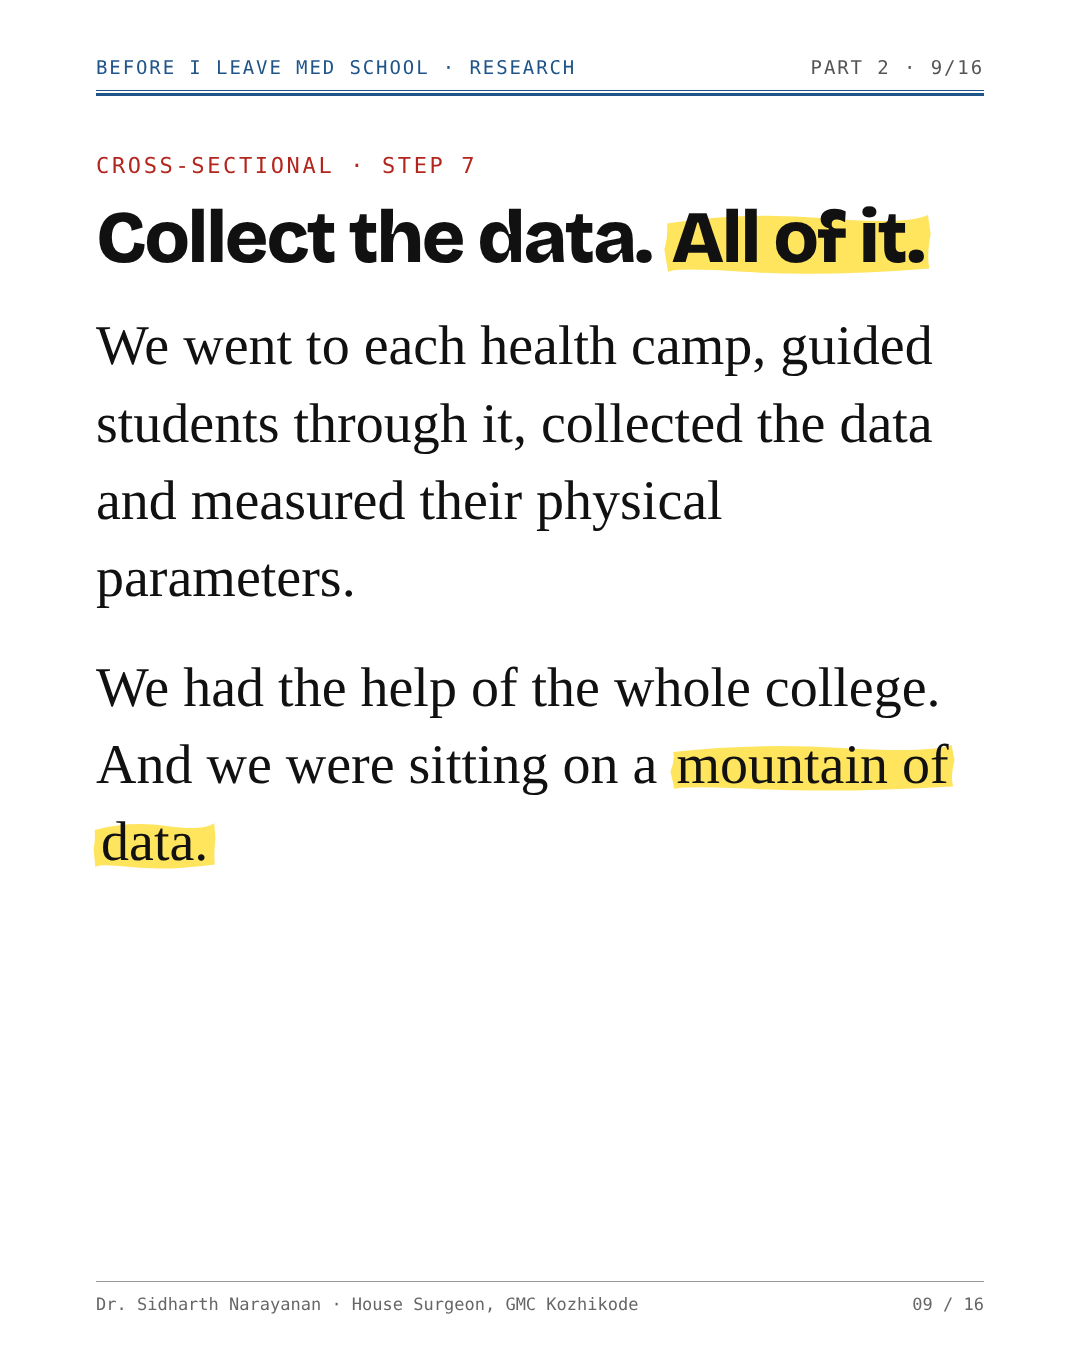 BEFORE I LEAVE MED SCHOOL · RESEARCH
PART 2 · 9/16
CROSS-SECTIONAL · STEP 7
Collect the data. All of it.
We went to each health camp, guided
students through it, collected the data
and measured their physical
parameters.
We had the help of the whole college.
And we were sitting on a mountain of
data.
Dr. Sidharth Narayanan · House Surgeon, GMC Kozhikode
09 / 16